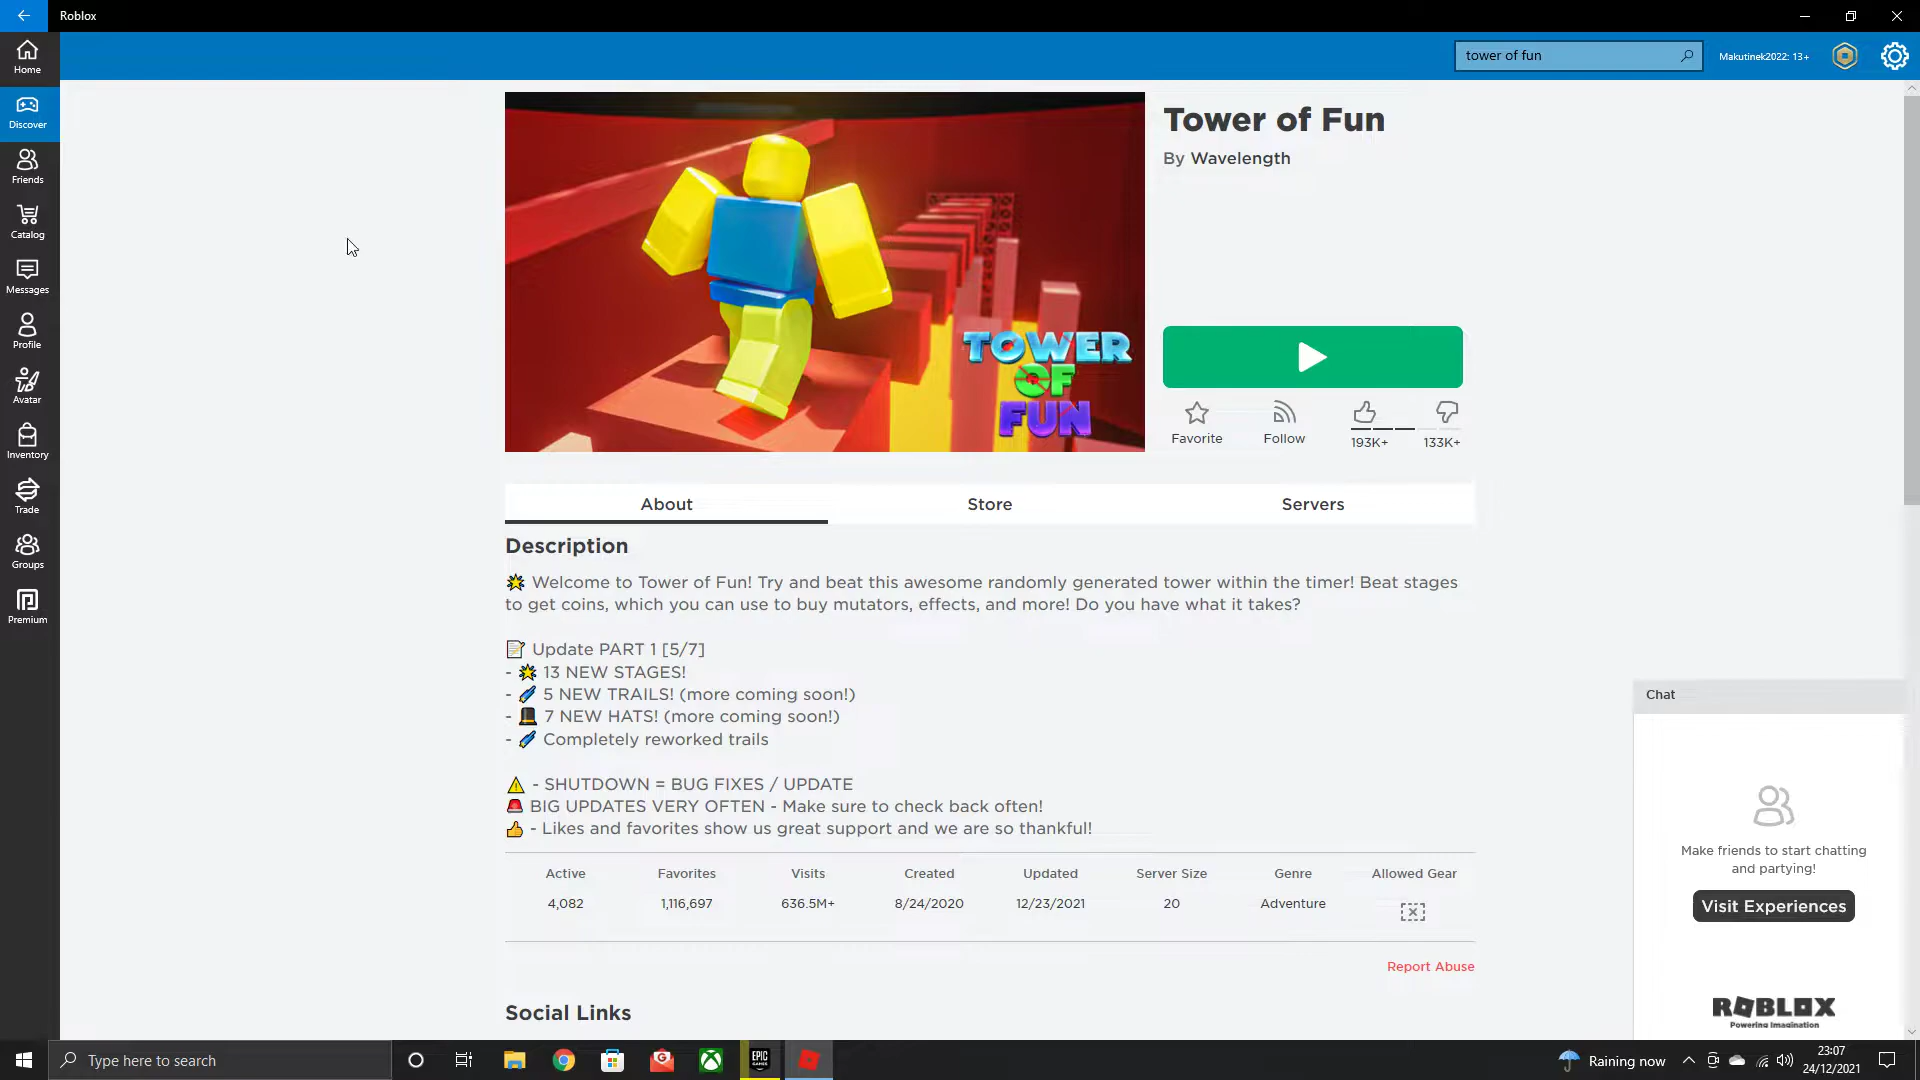 Roblox
tower of fun
Makutinek2022: 13+
Home
Discover
Friends
Catalog
Messages
Profile
Avatar
Inventory
Trade
Groups
Premium
TOWER
OF
FUN
Tower of Fun
By Wavelength
Favorite
Follow
193K+
133K+
About
Store
Servers
Description
Welcome to Tower of Fun! Try and beat this awesome randomly generated tower within the timer! Beat stages
to get coins, which you can use to buy mutators, effects, and more! Do you have what it takes?
Update PART 1 [5/7]
- 13 NEW STAGES!
- 5 NEW TRAILS! (more coming soon!)
- 7 NEW HATS! (more coming soon!)
- Completely reworked trails
- SHUTDOWN = BUG FIXES / UPDATE
BIG UPDATES VERY OFTEN - Make sure to check back often!
- Likes and favorites show us great support and we are so thankful!
Active Favorites Visits Created Updated Server Size Genre Allowed Gear
4,082 1,116,697 636.5M+ 8/24/2020 12/23/2021 20 Adventure
Report Abuse
Social Links
Chat
Make friends to start chatting
and partying!
Visit Experiences
ROBLOX
Powering Imagination
Type here to search
EPIC
GAMES
Raining now
23:07
24/12/2021